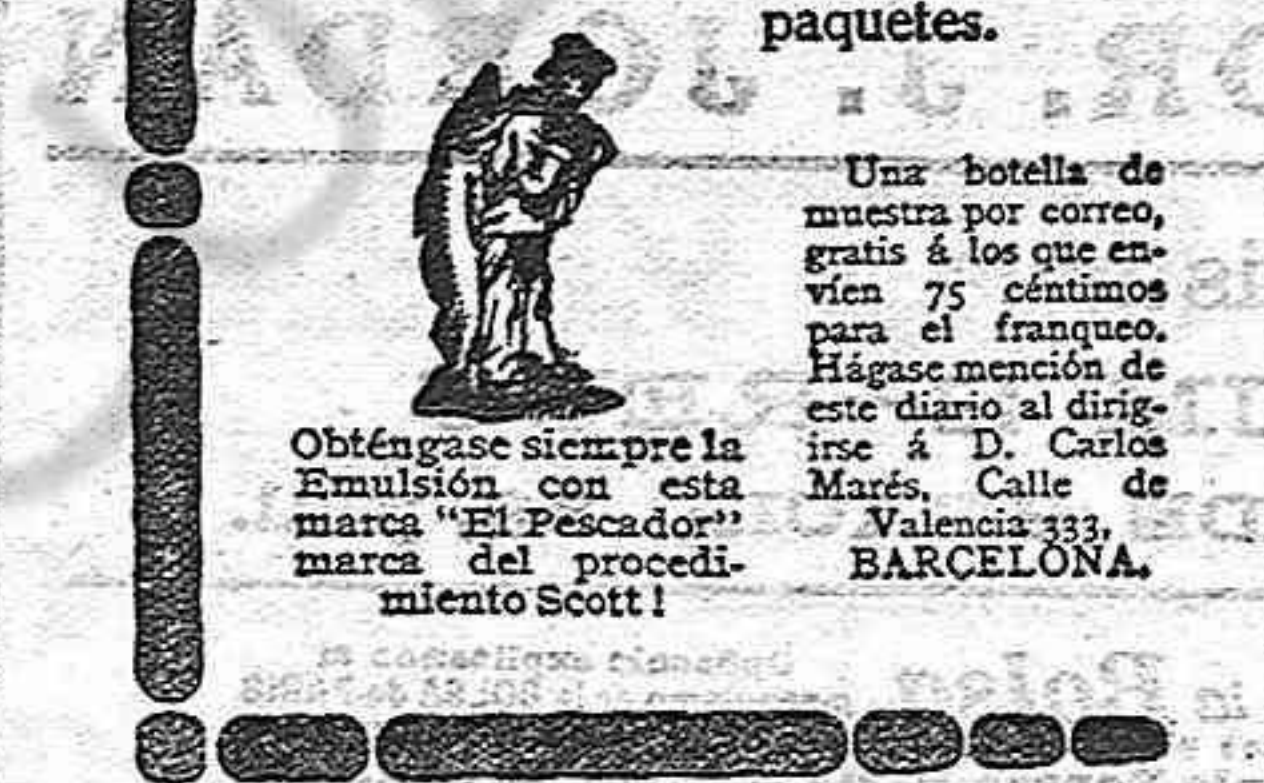 paquetes.
Obténgase siempre la
Emulsión con esta
marca "El Pescador"
marca del procedi-
miento Scott!
Una botella de
muestra por correo,
gratis á los que en-
víen 75 céntimos
para el franqueo.
Hágase mención de
este diario al dirig-
irse á D. Carlos
Marés, Calle de
Valencia 333,
BARCELONA.